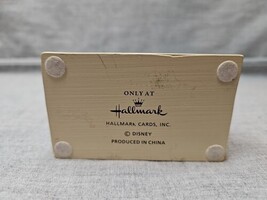 ONLY AT
Hallmark
HALLMARK CARDS, INC.
© DISNEY
PRODUCED IN CHINA